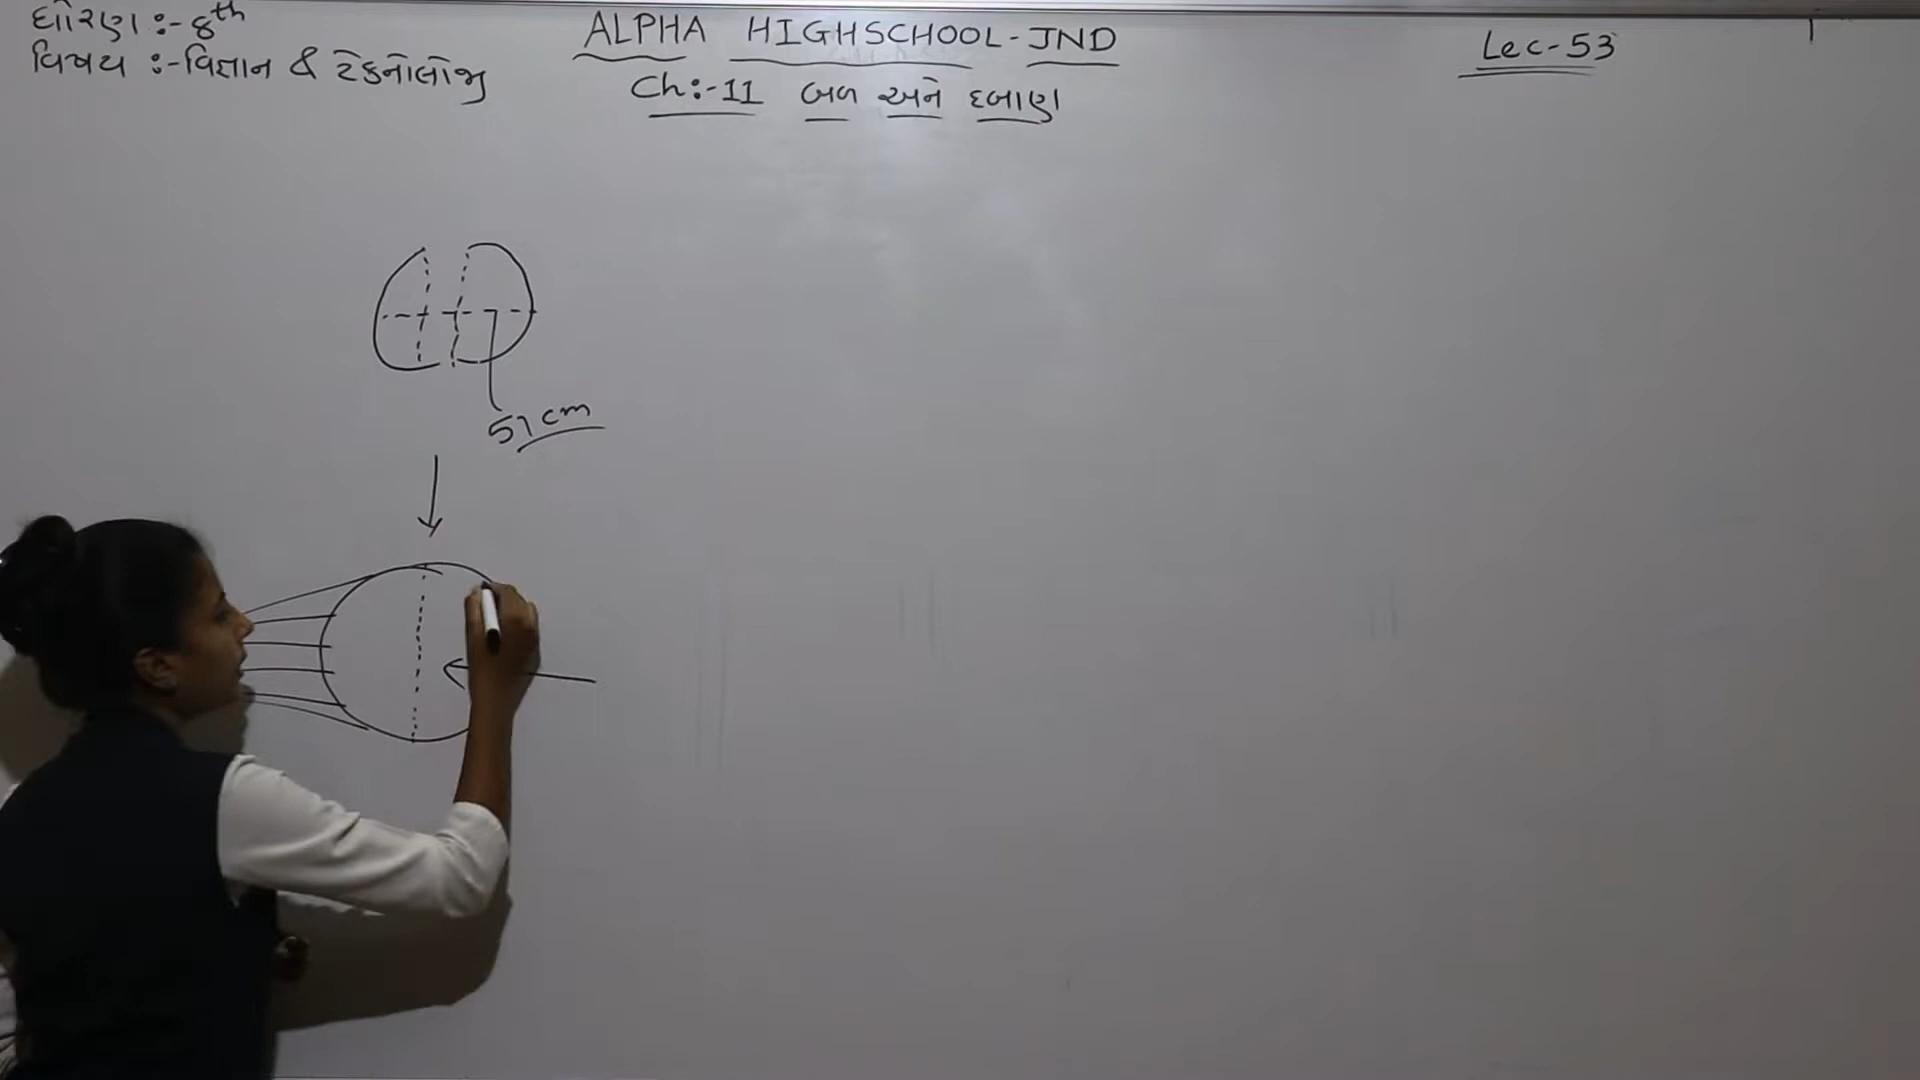 ધોરણ :- 8th
વિષય :- વિજ્ઞાન & ટેકનોલોજી
ALPHA HIGHSCHOOL - JND
Ch:-11 બળ અને દબાણ
Lec-53
51 cm